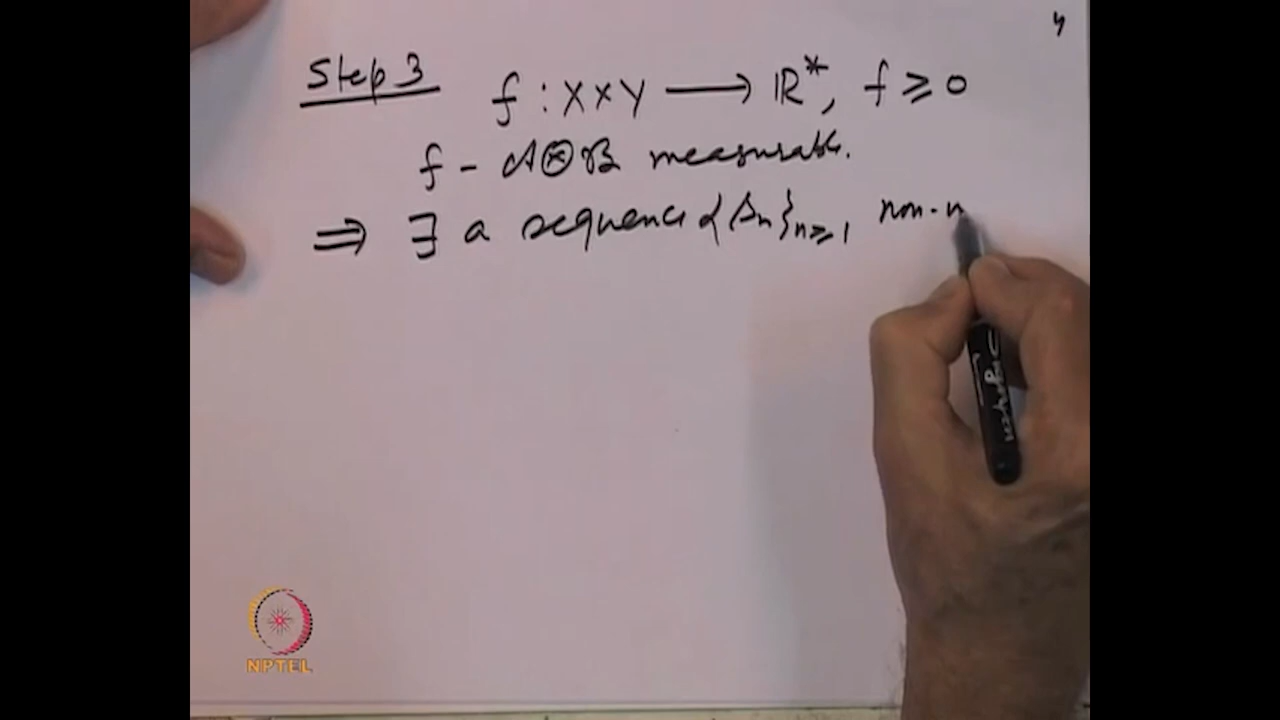 4
Step 3 f : X × Y ⟶ ℝ*, f ⩾ 0
f - 𝒜⊗ℬ measurable.
⟹ ∃ a sequence {sₙ}ₙ⩾₁ non-n
NPTEL